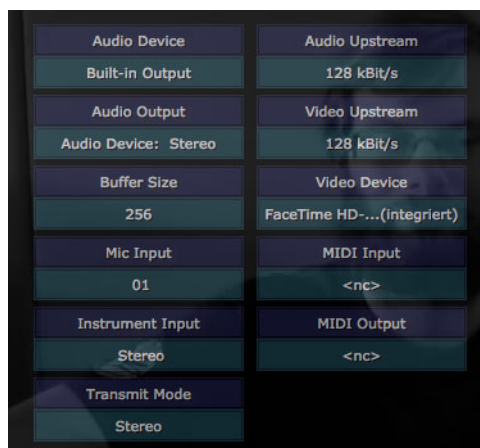 Audio Device
Built-in Output
Audio Output
Audio Device:  Stereo
Buffer Size
256
Mic Input
01
Instrument Input
Stereo
Transmit Mode
Stereo
Audio Upstream
128 kBit/s
Video Upstream
128 kBit/s
Video Device
FaceTime HD-...(integriert)
MIDI Input
<nc>
MIDI Output
<nc>